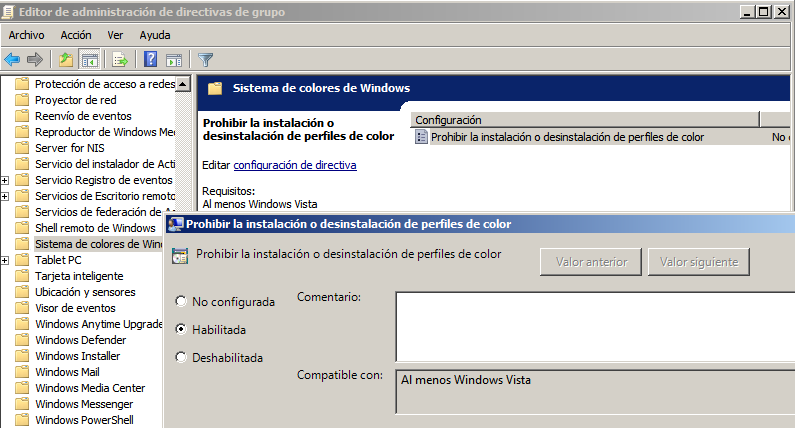 Editor de administración de directivas de grupo
Archivo Acción Ver Ayuda
Protección de acceso a redes
Proyector de red
Reenvío de eventos
Reproductor de Windows Me
Server for NIS
Servicio del instalador de Acti
Servicio Registro de eventos
Servicios de Escritorio remoto
Servicios de federación de A
Shell remoto de Windows
Sistema de colores de Win
Tablet PC
Tarjeta inteligente
Ubicación y sensores
Visor de eventos
Windows Anytime Upgrade
Windows Defender
Windows Installer
Windows Mail
Windows Media Center
Windows Messenger
Windows PowerShell
Sistema de colores de Windows
Prohibir la instalación o
desinstalación de perfiles de color
Editar configuración de directiva
Requisitos:
Al menos Windows Vista
Configuración
Prohibir la instalación o desinstalación de perfiles de color No
Prohibir la instalación o desinstalación de perfiles de color
Prohibir la instalación o desinstalación de perfiles de color
Valor anterior Valor siguiente
No configurada
Habilitada
Deshabilitada
Comentario:
Compatible con:
Al menos Windows Vista